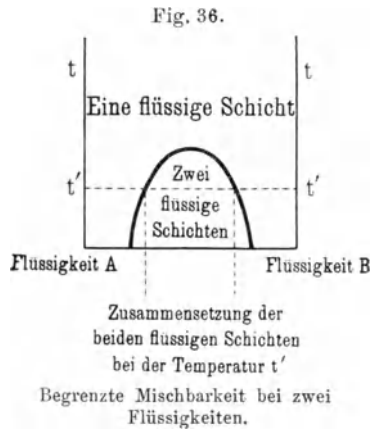 Fig. 36.
t t
Eine flüssige Schicht
Zwei
t′ t′
flüssige
Schichten
Flüssigkeit A Flüssigkeit B
Zusammensetzung der
beiden flüssigen Schichten
bei der Temperatur t′
Begrenzte Mischbarkeit bei zwei
Flüssigkeiten.